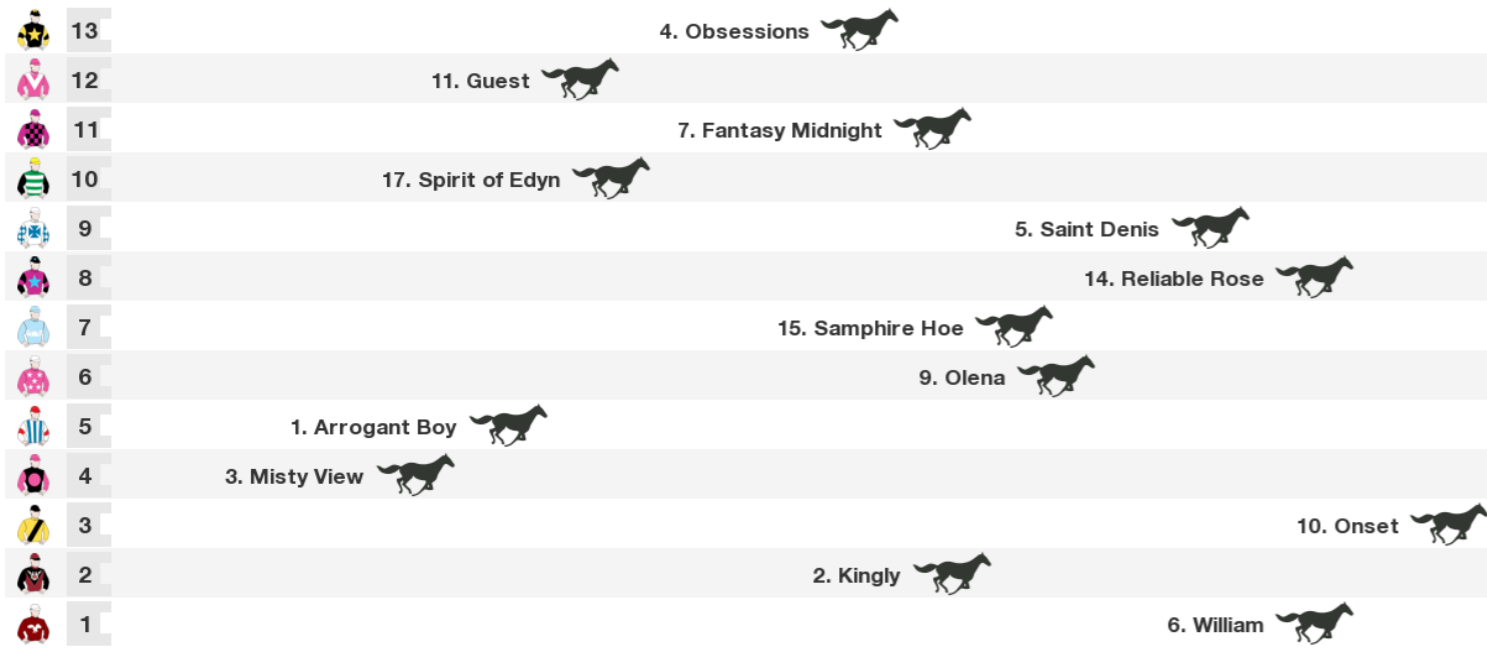 13 4. Obsessions
12 11. Guest
11 7. Fantasy Midnight
10 17. Spirit of Edyn
9 5. Saint Denis
8 14. Reliable Rose
7 15. Samphire Hoe
6 9. Olena
5 1. Arrogant Boy
4 3. Misty View
3 10. Onset
2 2. Kingly
1 6. William